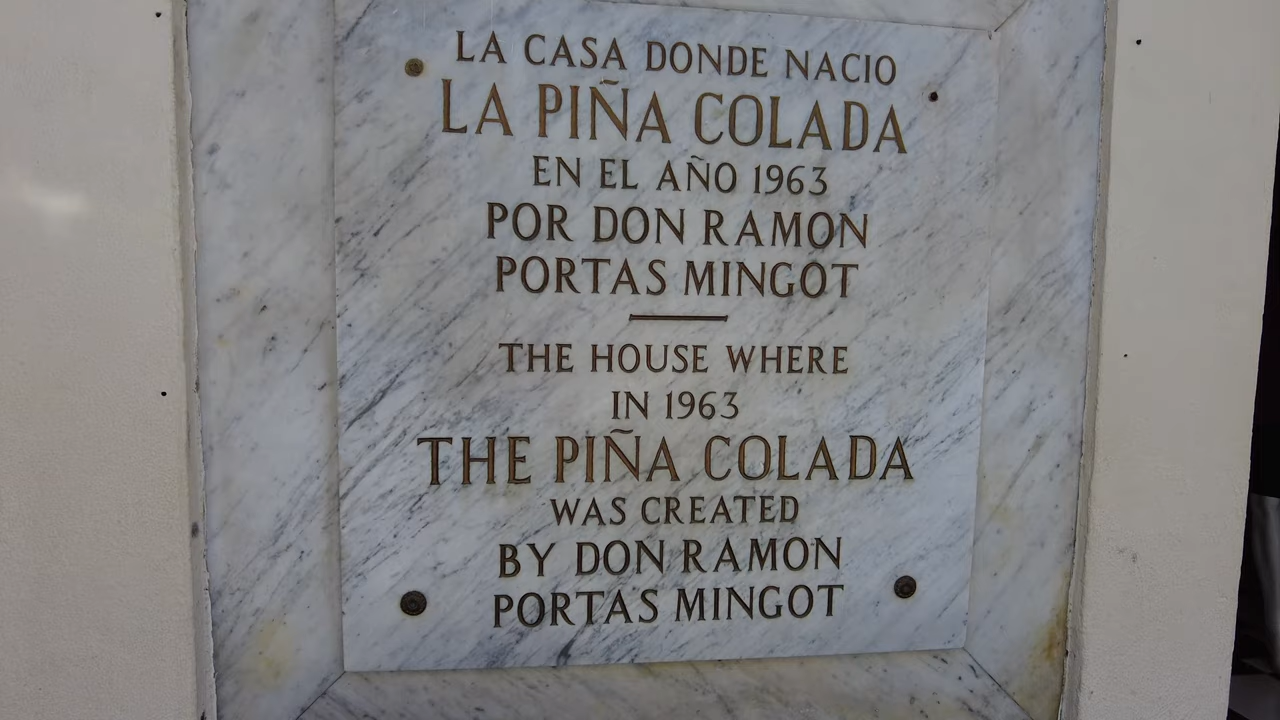 LA CASA DONDE NACIO
LA PIÑA COLADA
EN EL AÑO 1963
POR DON RAMON
PORTAS MINGOT
THE HOUSE WHERE
IN 1963
THE PIÑA COLADA
WAS CREATED
BY DON RAMON
PORTAS MINGOT